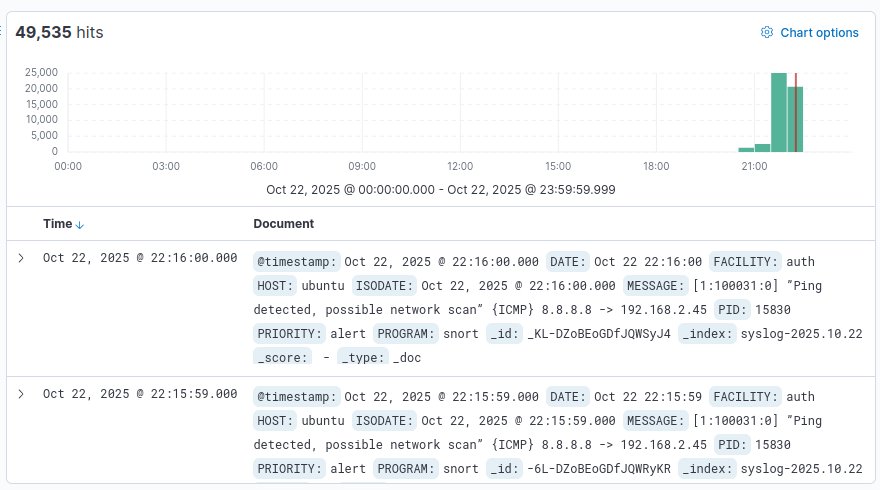 49,535 hits
Chart options
25,000
20,000
15,000
10,000
5,000
0
00:00 03:00 06:00 09:00 12:00 15:00 18:00 21:00
Oct 22, 2025 @ 00:00:00.000 - Oct 22, 2025 @ 23:59:59.999
Time Document
Oct 22, 2025 @ 22:16:00.000
@timestamp: Oct 22, 2025 @ 22:16:00.000 DATE: Oct 22 22:16:00 FACILITY: auth
HOST: ubuntu ISODATE: Oct 22, 2025 @ 22:16:00.000 MESSAGE: [1:100031:0] ”Ping
detected, possible network scan” {ICMP} 8.8.8.8 -> 192.168.2.45 PID: 15830
PRIORITY: alert PROGRAM: snort _id: _KL-DZoBEoGDfJQWSyJ4 _index: syslog-2025.10.22
_score: - _type: _doc
Oct 22, 2025 @ 22:15:59.000
@timestamp: Oct 22, 2025 @ 22:15:59.000 DATE: Oct 22 22:15:59 FACILITY: auth
HOST: ubuntu ISODATE: Oct 22, 2025 @ 22:15:59.000 MESSAGE: [1:100031:0] ”Ping
detected, possible network scan” {ICMP} 8.8.8.8 -> 192.168.2.45 PID: 15830
PRIORITY: alert PROGRAM: snort _id: -6L-DZoBEoGDfJQWRyKR _index: syslog-2025.10.22